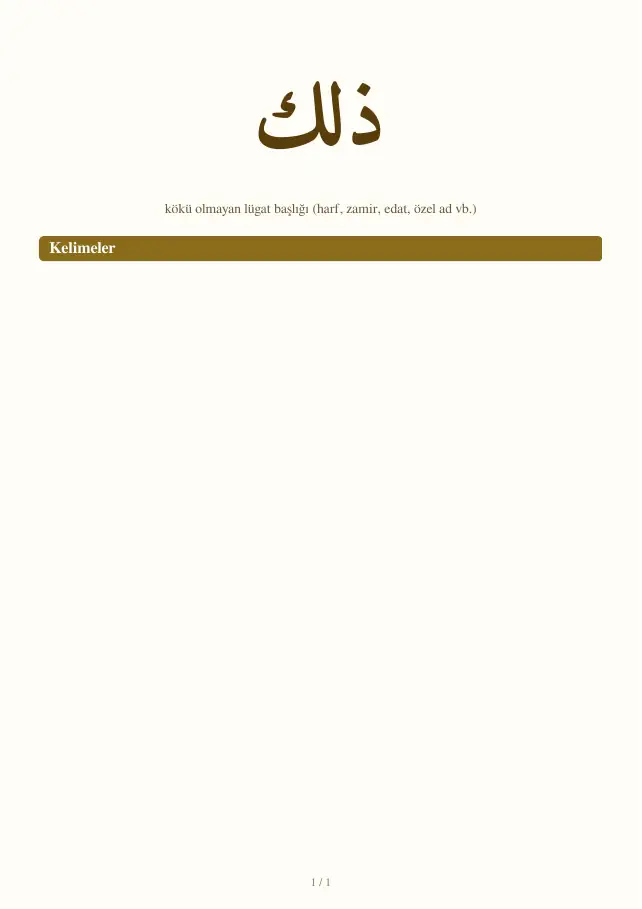 ذلك
kökü olmayan lügat başlığı (harf, zamir, edat, özel ad vb.)
Kelimeler
1 / 1